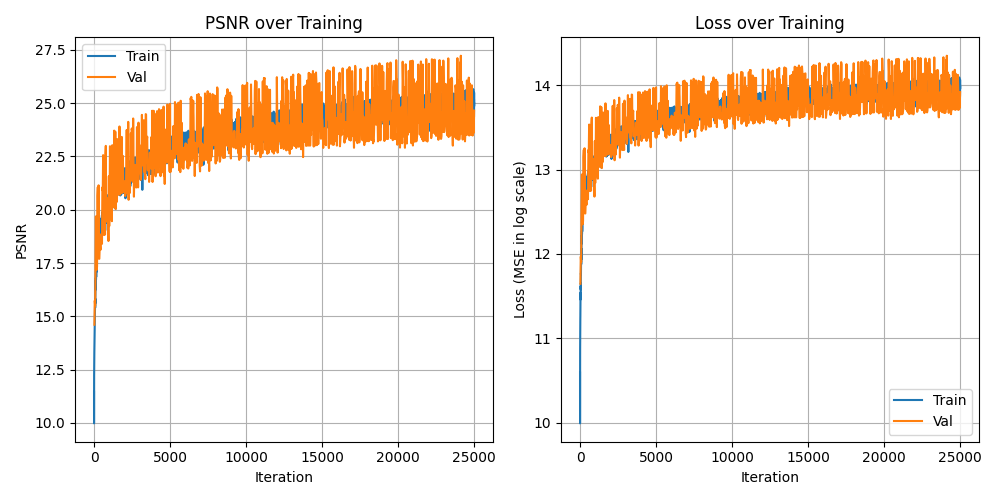 PSNR over Training
27.5
25.0
22.5
20.0
17.5
15.0
12.5
10.0
PSNR
Train
Val
0 5000 10000 15000 20000 25000
Iteration
Loss over Training
14
13
12
11
10
Loss (MSE in log scale)
Train
Val
0 5000 10000 15000 20000 25000
Iteration